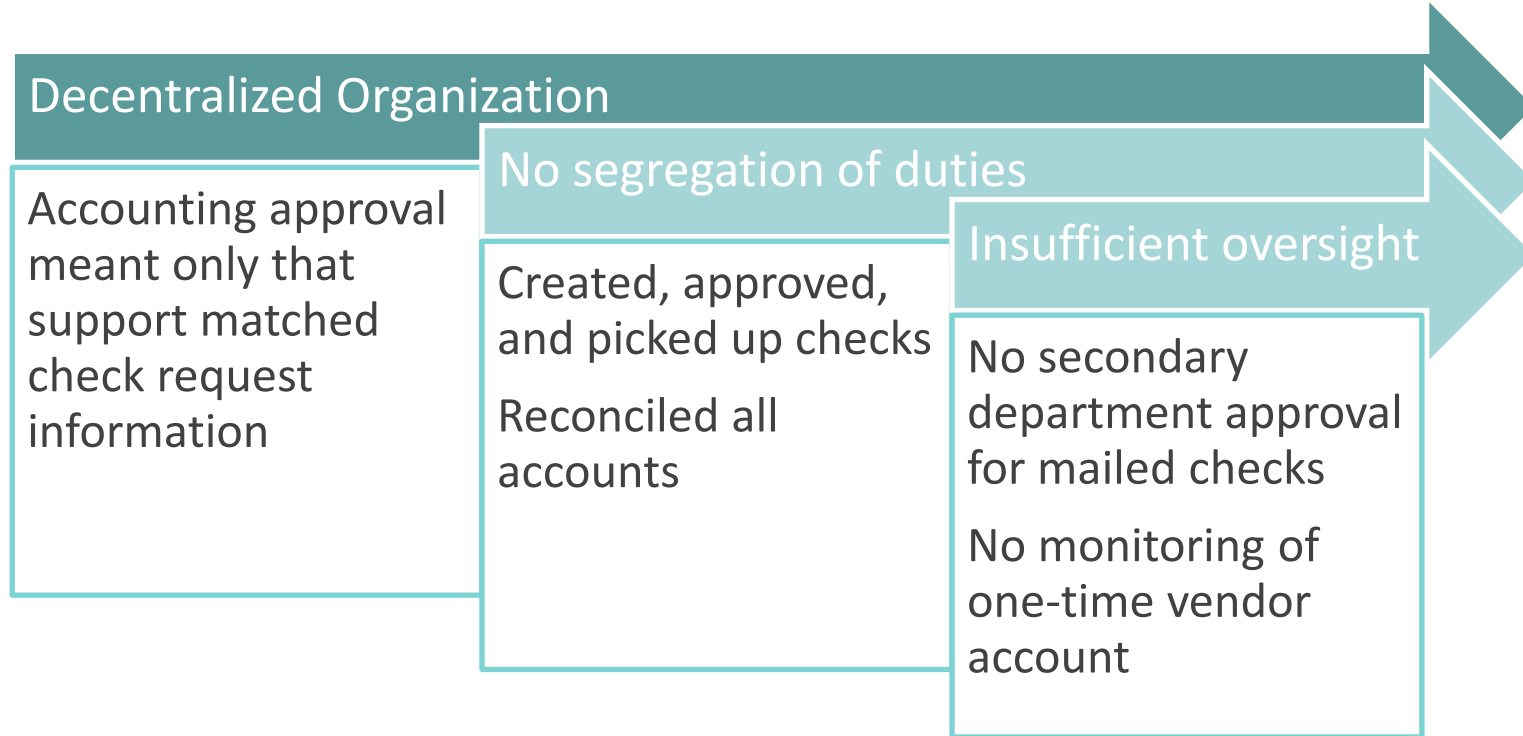 Decentralized Organization
Accounting approval
meant only that
support matched
check request
information
No segregation of duties
Created, approved,
and picked up checks
Reconciled all
accounts
Insufficient oversight
No secondary
department approval
for mailed checks
No monitoring of
one-time vendor
account